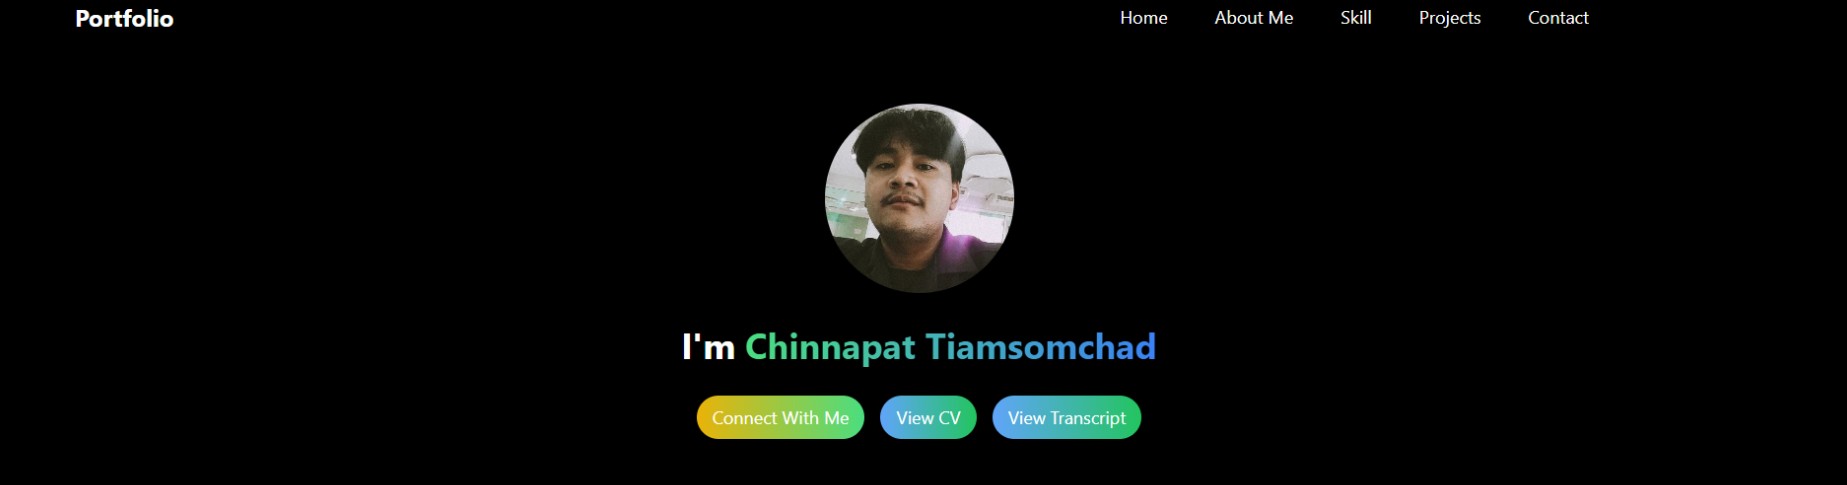 Portfolio Home About Me Skill Projects Contact
I'm Chinnapat Tiamsomchad
Connect With Me View CV View Transcript